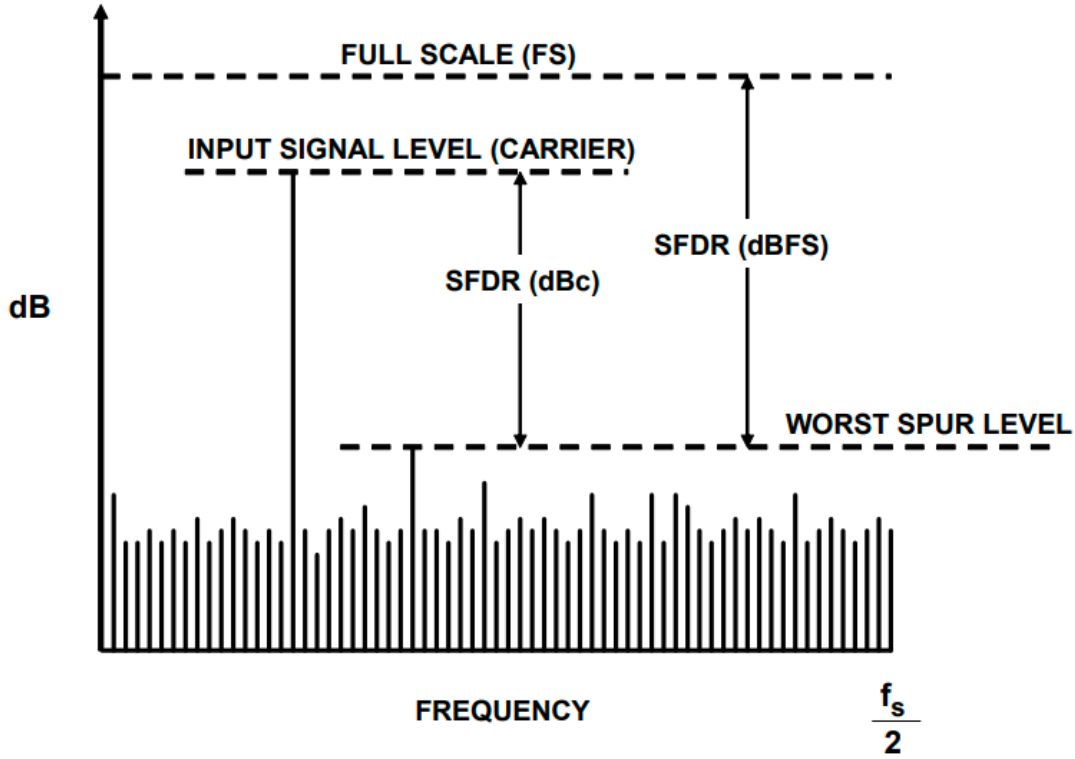 FULL SCALE (FS)
INPUT SIGNAL LEVEL (CARRIER)
SFDR (dBFS)
SFDR (dBc)
dB
WORST SPUR LEVEL
FREQUENCY
fs
2